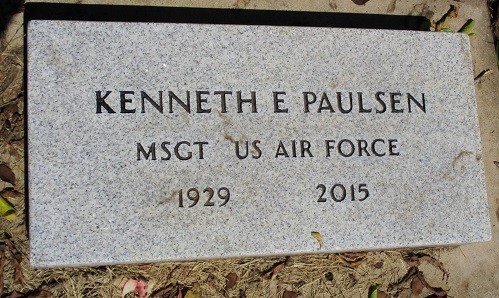 KENNETH E PAULSEN
MSGT US AIR FORCE
1929 2015